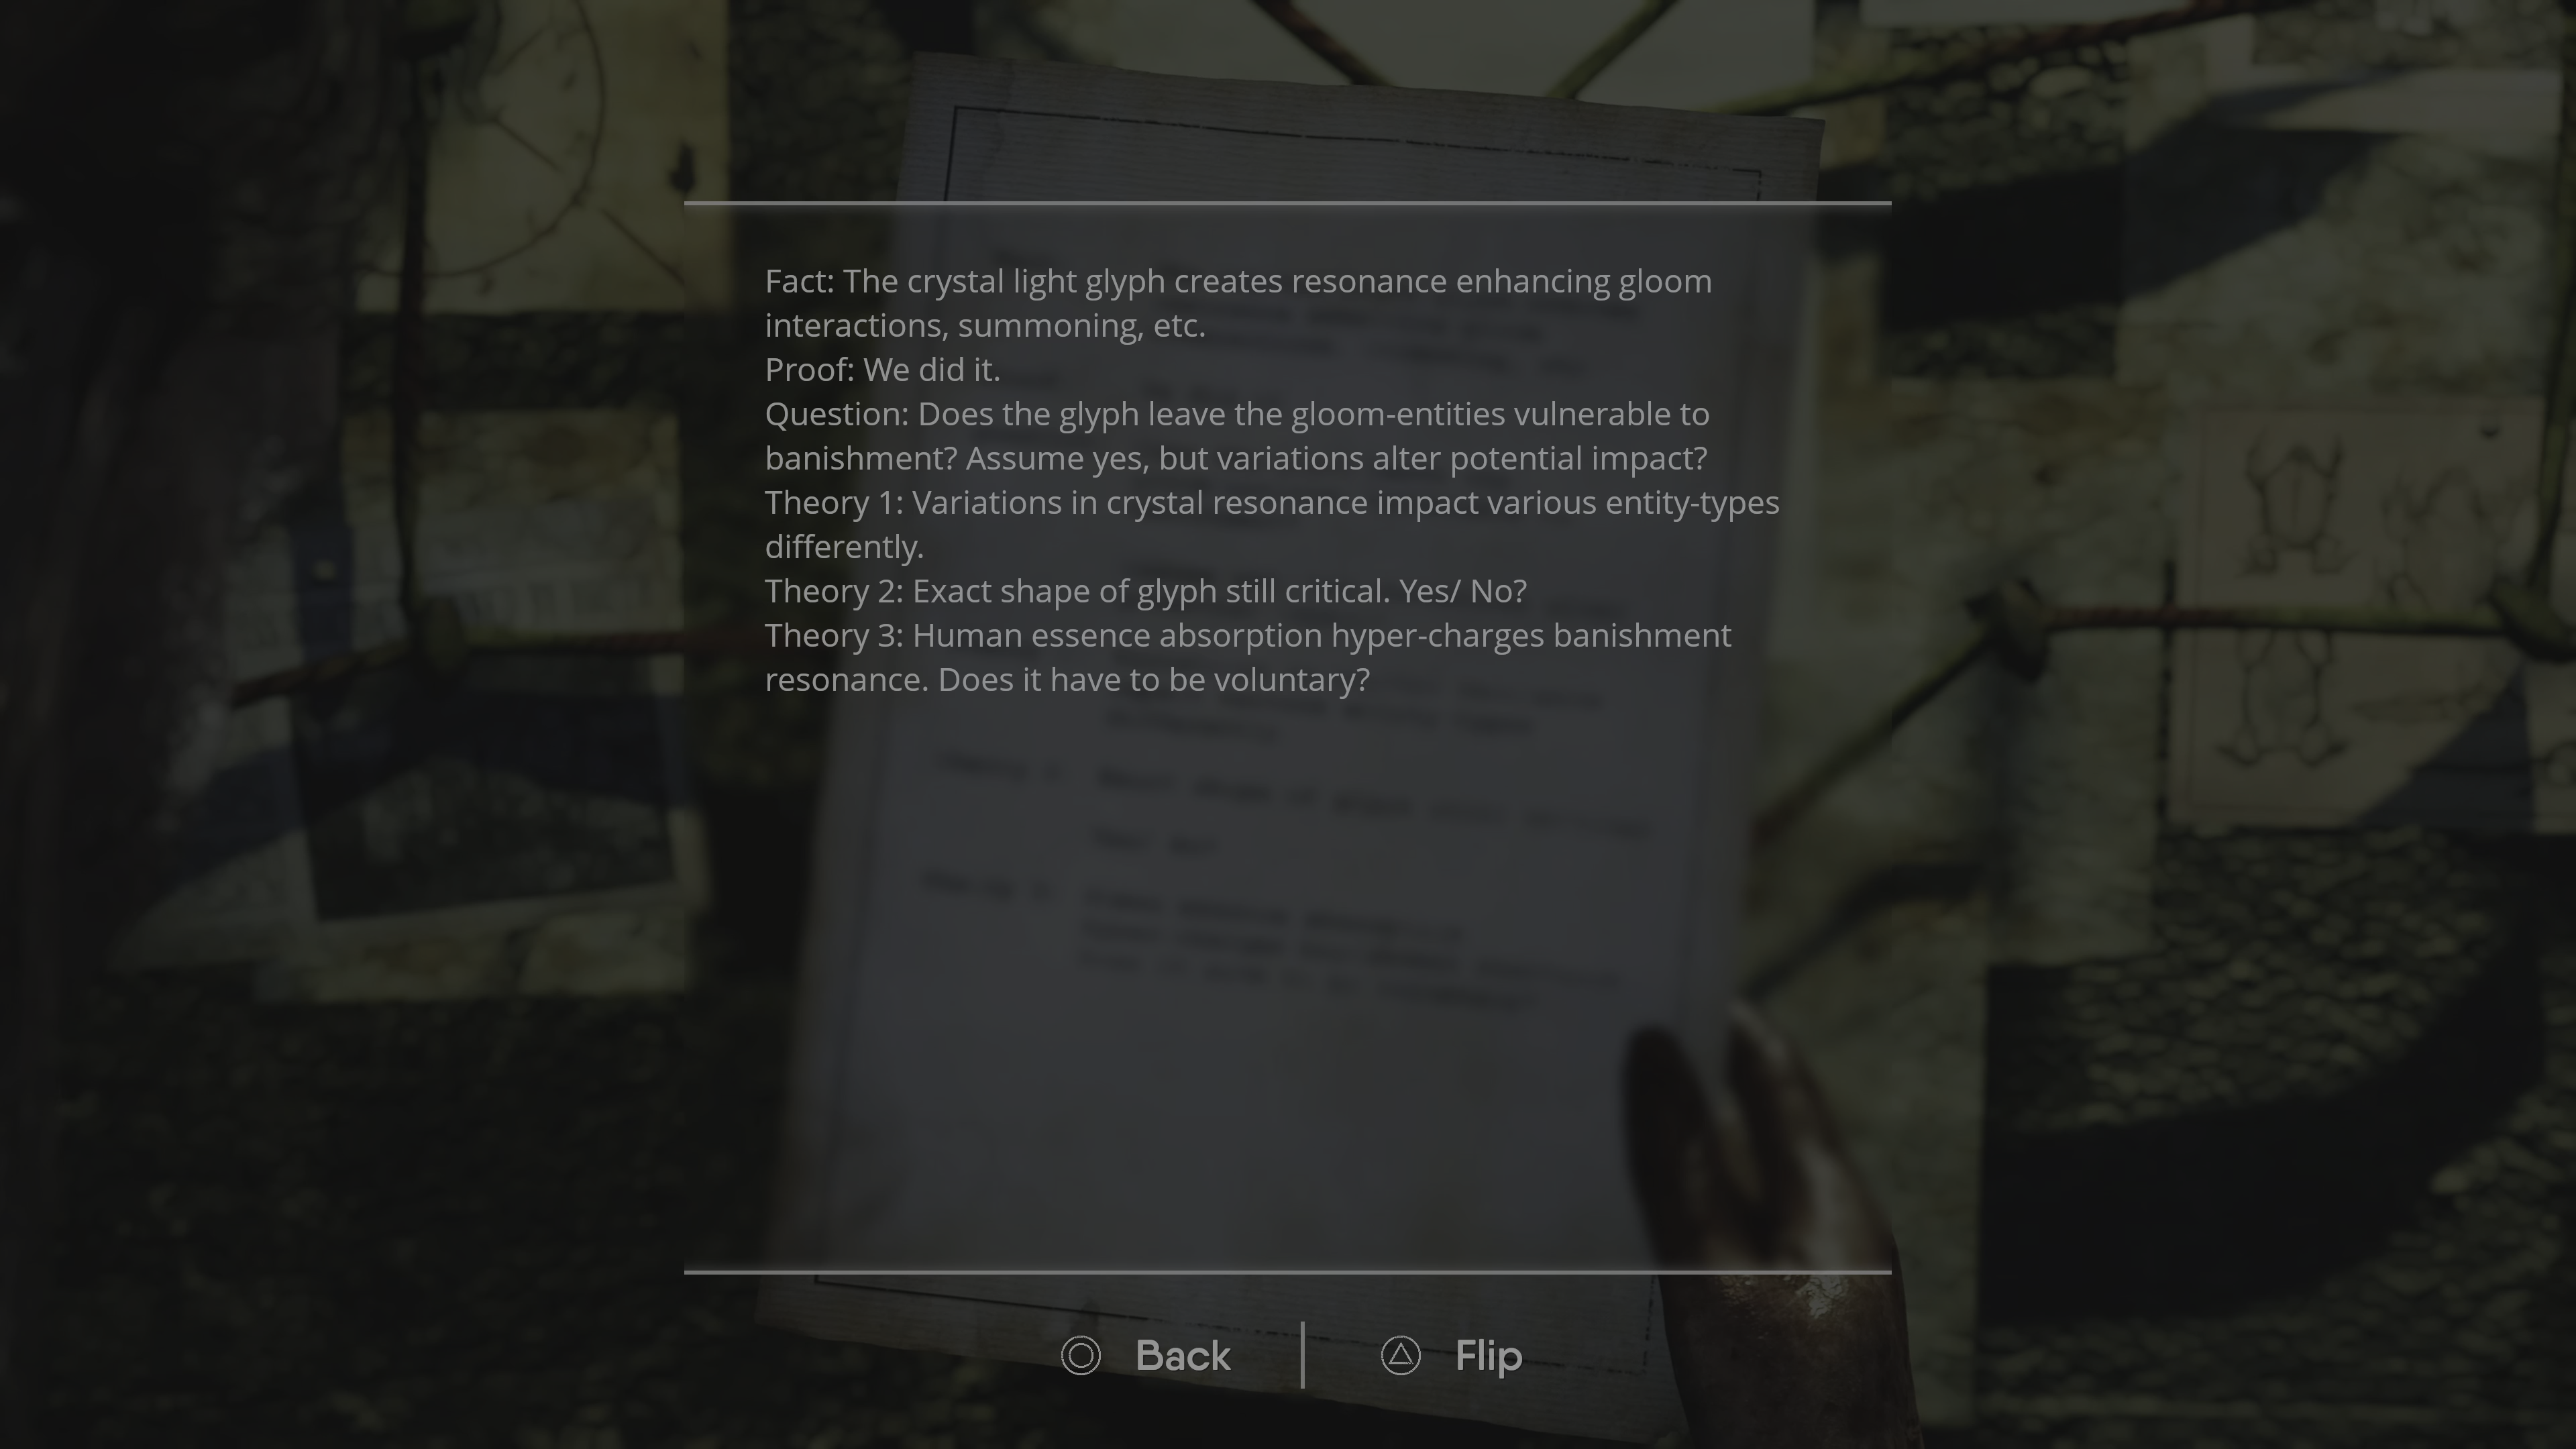 Fact: The crystal light glyph creates resonance enhancing gloom
interactions, summoning, etc.
Proof: We did it.
Question: Does the glyph leave the gloom-entities vulnerable to
banishment? Assume yes, but variations alter potential impact?
Theory 1: Variations in crystal resonance impact various entity-types
differently.
Theory 2: Exact shape of glyph still critical. Yes/ No?
Theory 3: Human essence absorption hyper-charges banishment
resonance. Does it have to be voluntary?
Back
Flip